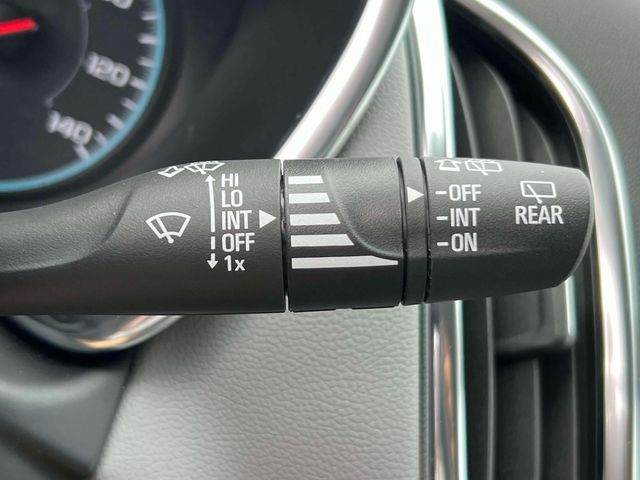 120
140
HI
LO
INT
OFF
1x
-OFF
-INT
-ON
REAR